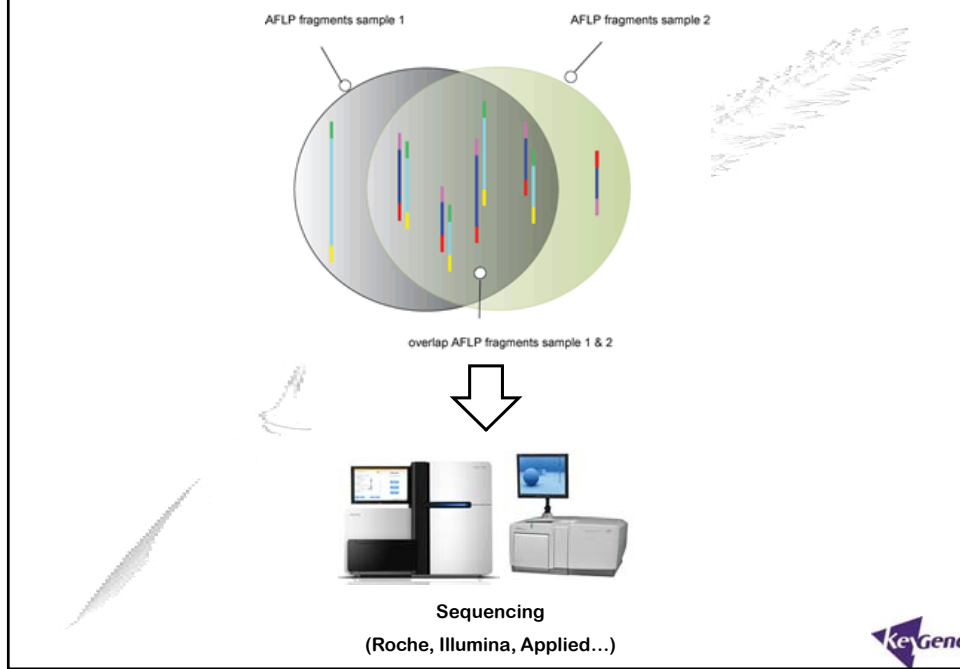 AFLP fragments sample 1
AFLP fragments sample 2
overlap AFLP fragments sample 1 & 2
Sequencing
(Roche, Illumina, Applied...)
KeyGene